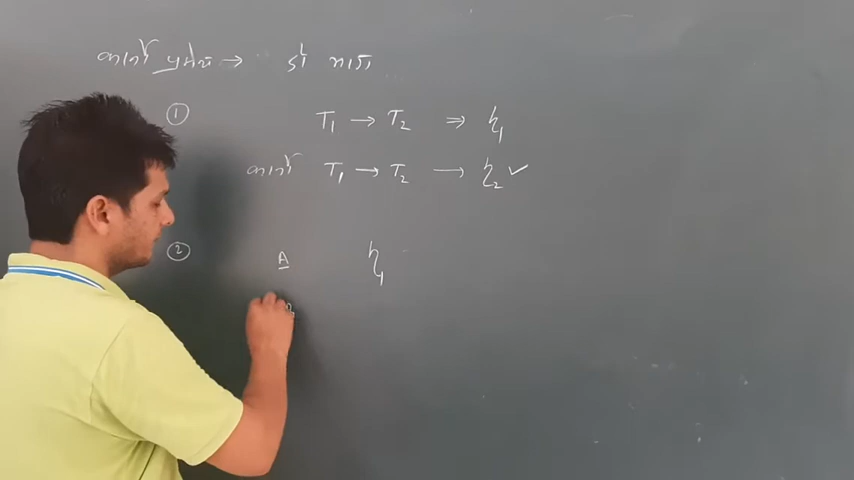 કાર્નો પ્રમેય →
①
T₁ → T₂ ⇒ η₁
કાર્નો T₁ → T₂ → η₂ ✓
② A η₁